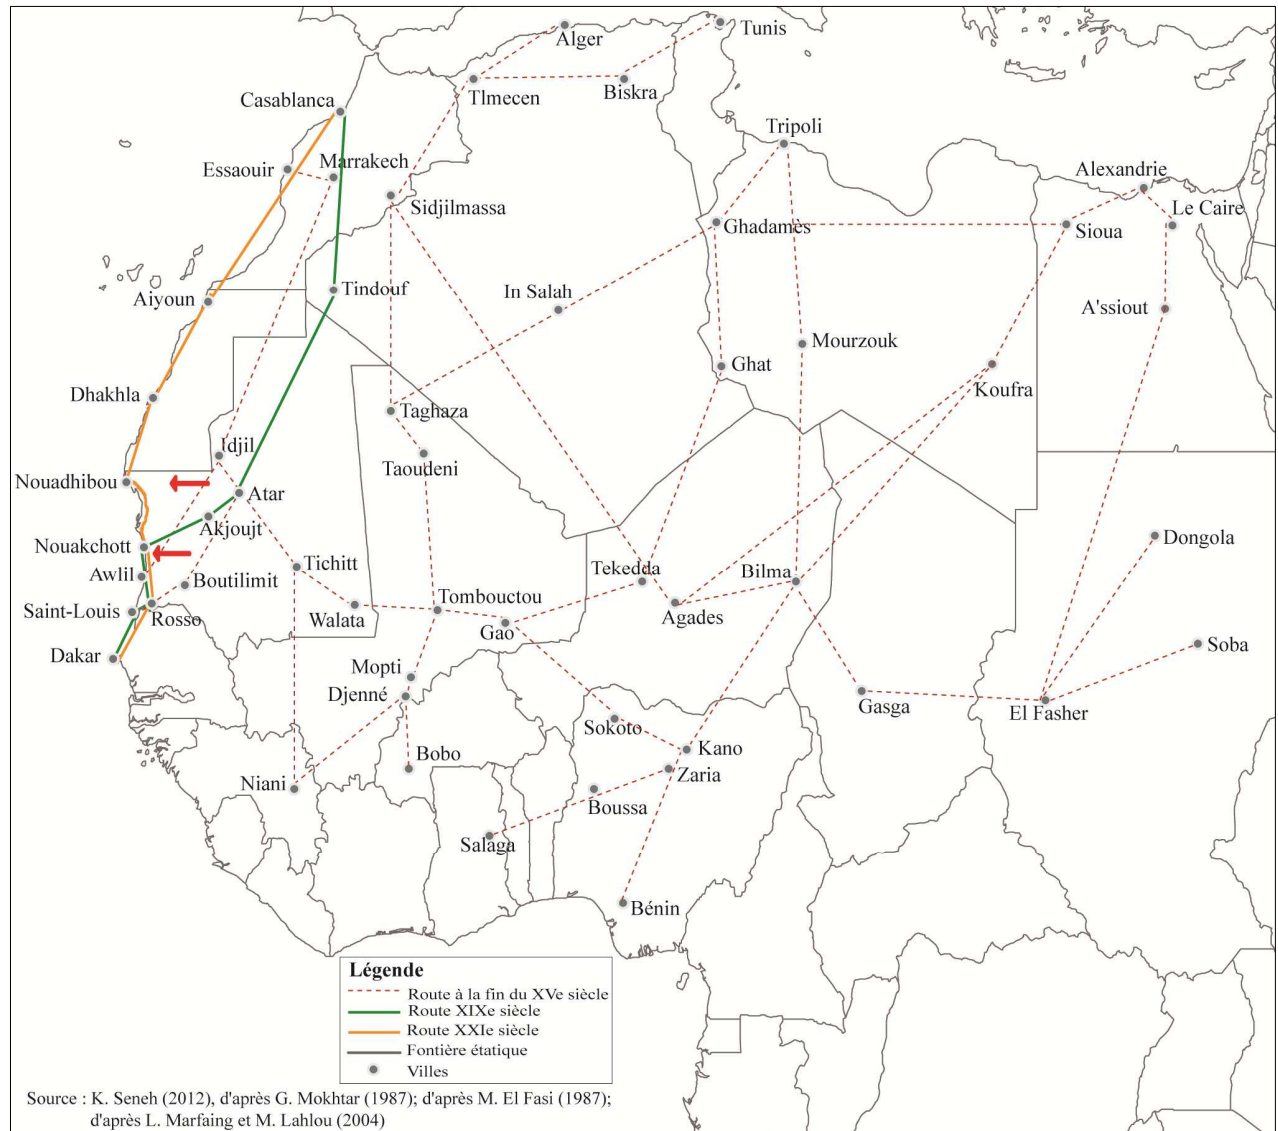 Alger
Tunis
Tlmecen
Biskra
Casablanca
Tripoli
Essaouir
Marrakech
Alexandrie
Sidjilmassa
Le Caire
Ghadamès
Sioua
Aiyoun
Tindouf
In Salah
A'ssiout
Mourzouk
Ghat
Koufra
Dhakhla
Taghaza
Idjil
Taoudeni
Nouadhibou
Atar
Akjoujt
Nouakchott
Dongola
Tichitt
Tekedda
Bilma
Awlil
Boutilimit
Tombouctou
Saint-Louis
Rosso
Walata
Gao
Agades
Dakar
Soba
Mopti
Djenné
Gasga
El Fasher
Sokoto
Kano
Bobo
Zaria
Niani
Boussa
Salaga
Bénin
Légende
Route à la fin du XVe siècle
Route XIXe siècle
Route XXIe siècle
Fontière étatique
Villes
Source : K. Seneh (2012), d'après G. Mokhtar (1987); d'après M. El Fasi (1987);
d'après L. Marfaing et M. Lahlou (2004)